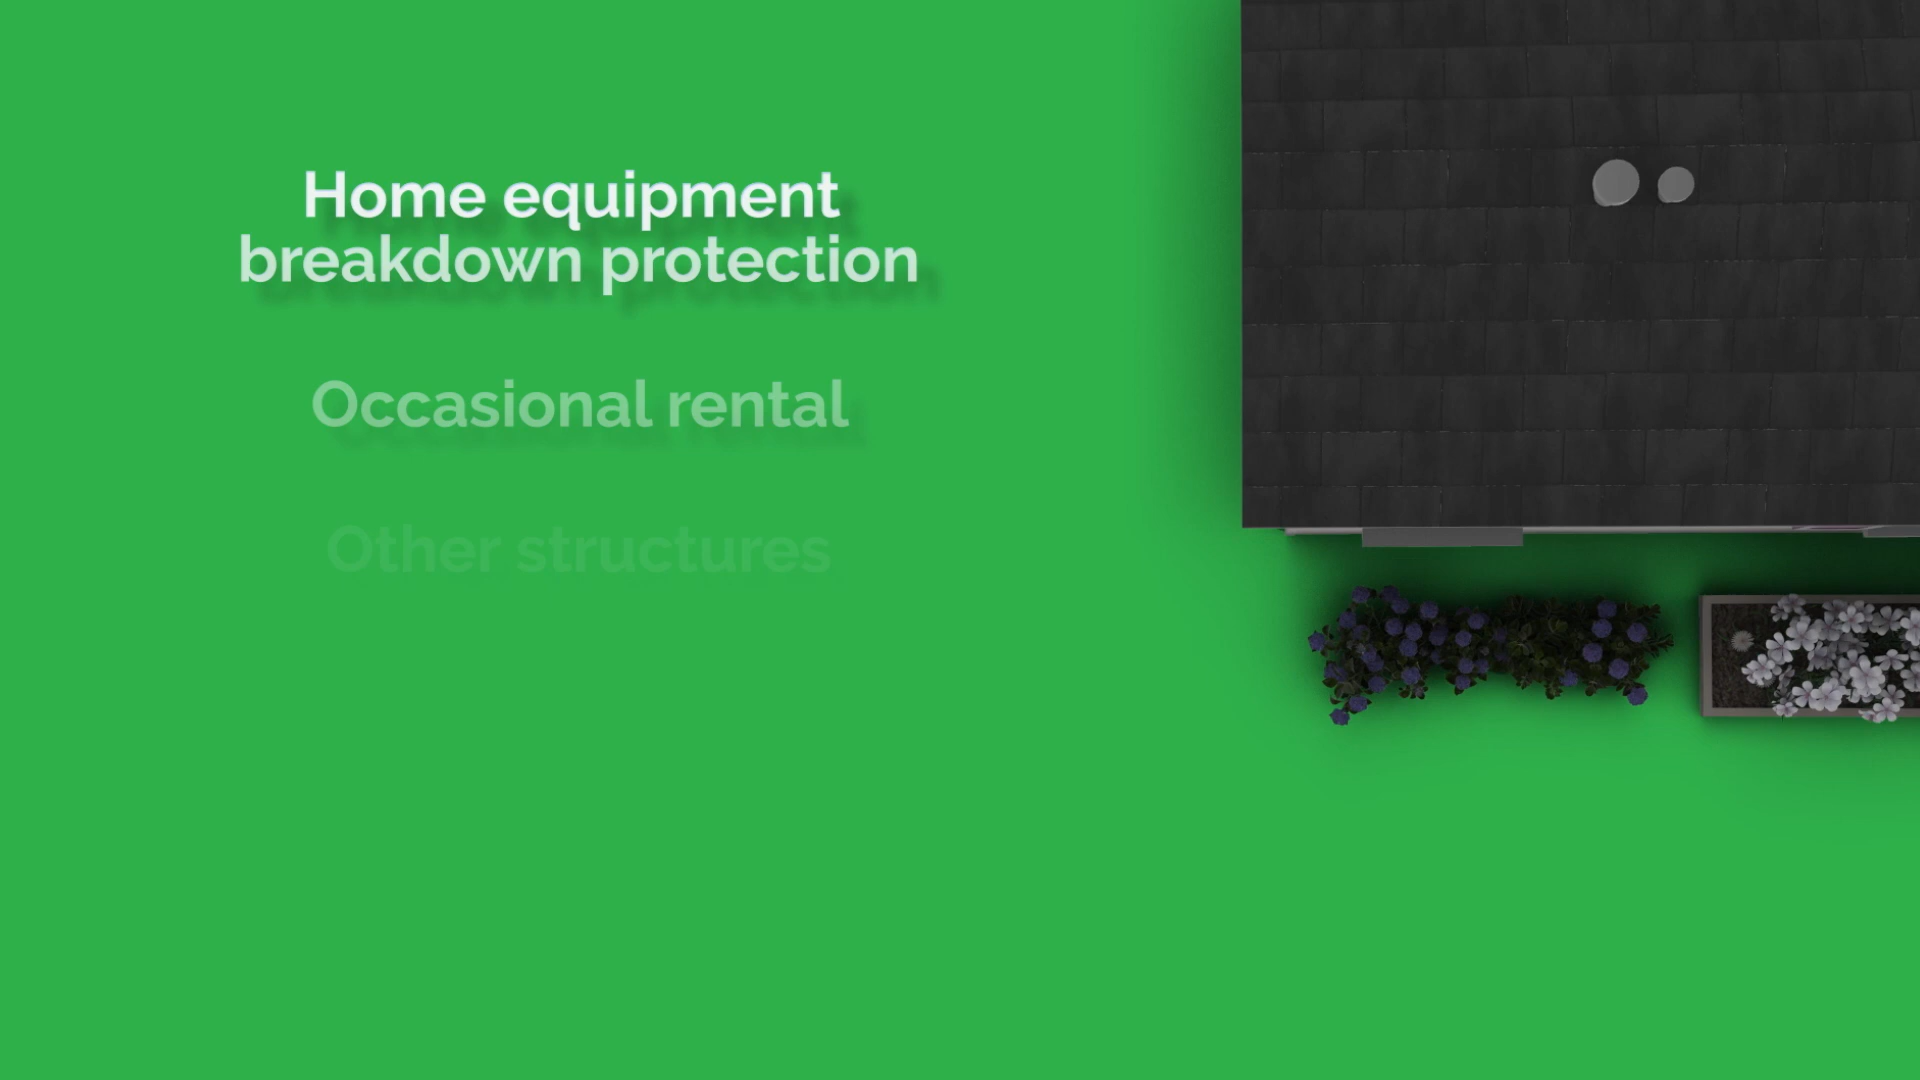 Home equipment
breakdown protection
Occasional rental
Other structures